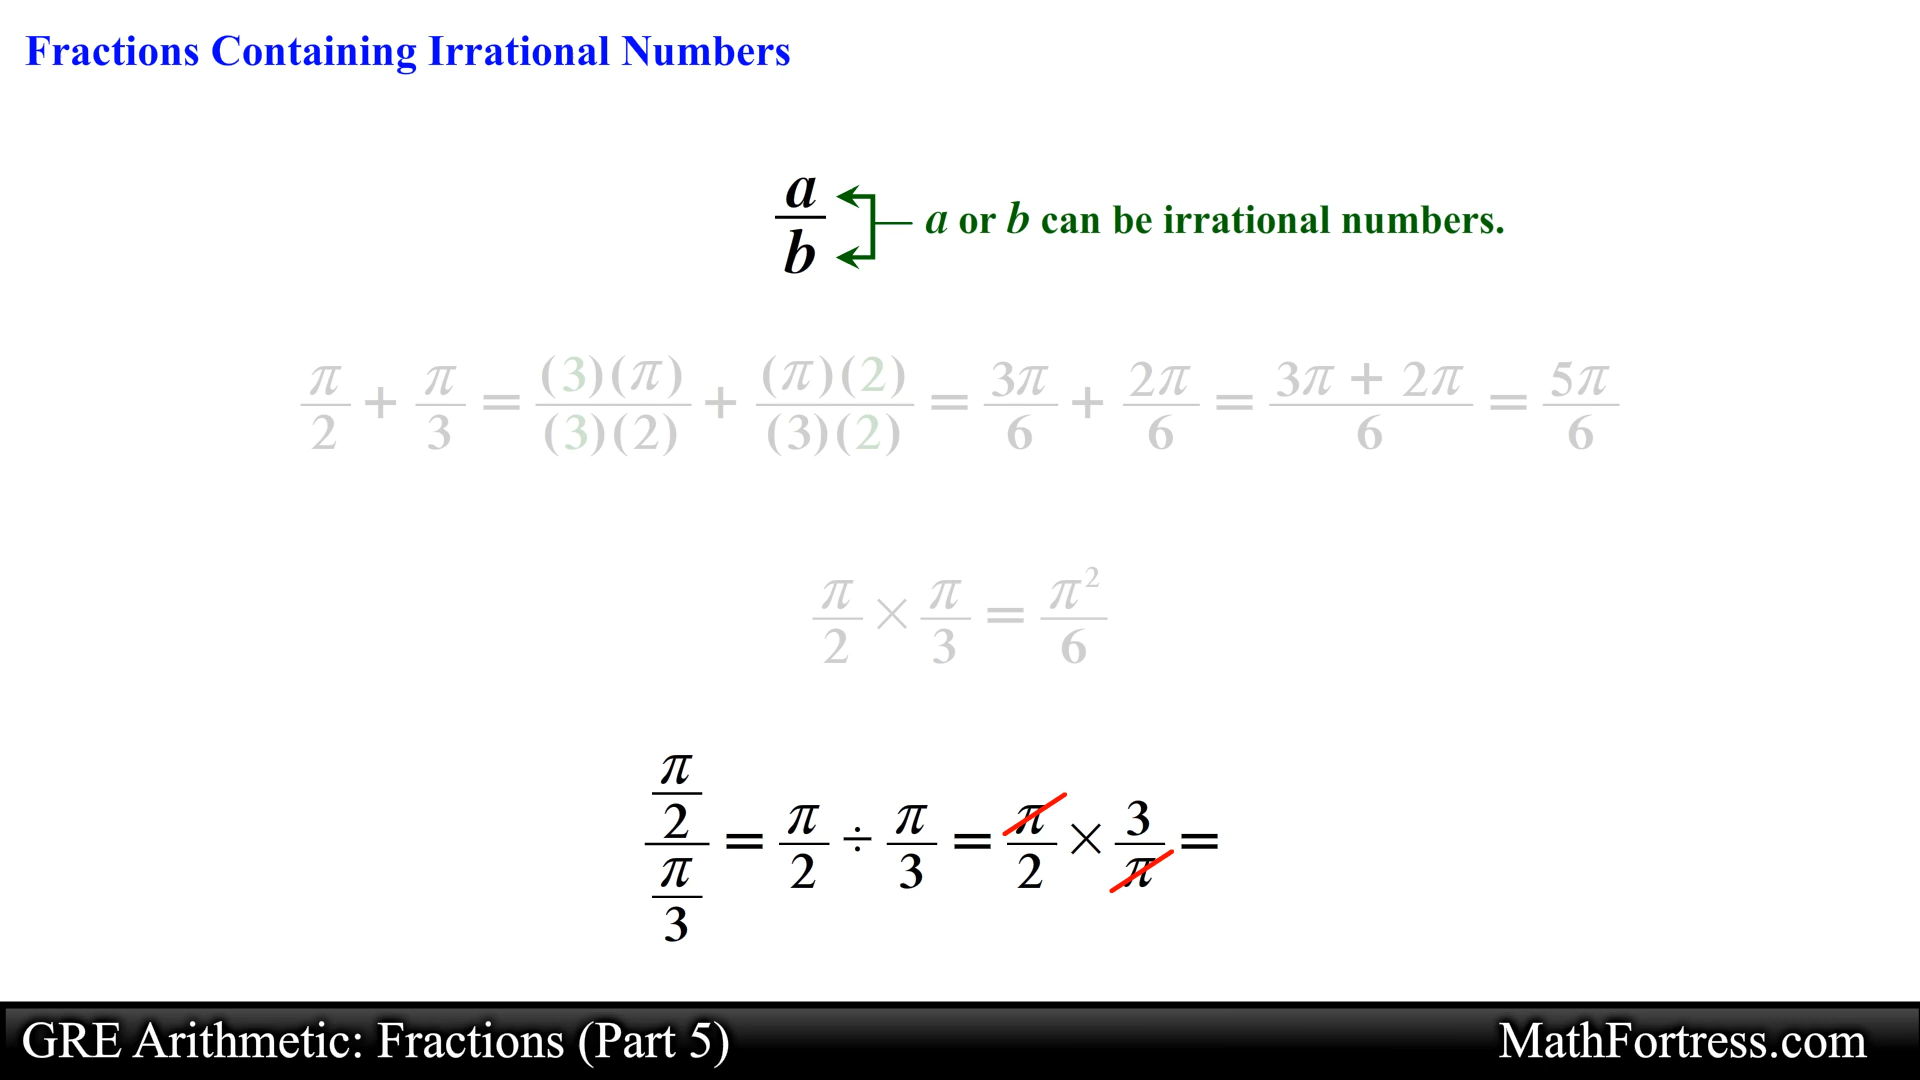 Fractions Containing Irrational Numbers
a/b a or b can be irrational numbers.
π/2 + π/3 = (3)(π)/(3)(2) + (π)(2)/(3)(2) = 3π/6 + 2π/6 = 3π + 2π/6 = 5π/6
π/2 × π/3 = π²/6
π/2/π/3 = π/2 ÷ π/3 = π/2 × 3/π =
GRE Arithmetic: Fractions (Part 5) MathFortress.com